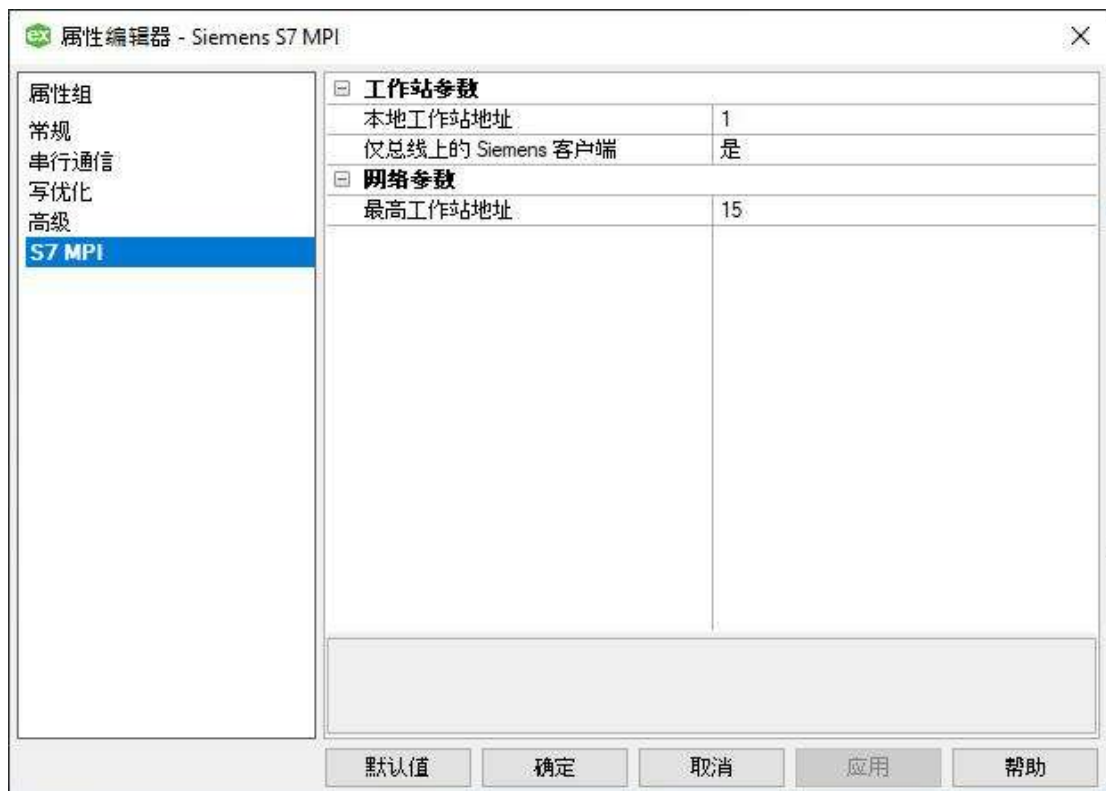 ex 属性编辑器 - Siemens S7 MPI
属性组
常规
串行通信
写优化
高级
S7 MPI
工作站参数
本地工作站地址 1
仅总线上的 Siemens 客户端 是
网络参数
最高工作站地址 15
默认值 确定 取消 应用 帮助